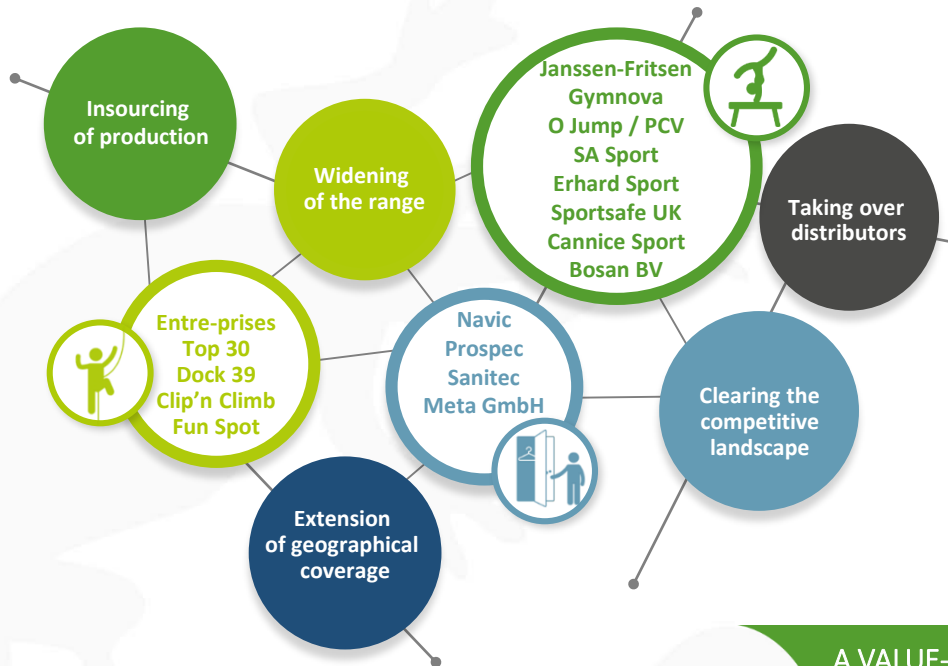 Insourcing
of production
Widening
of the range
Janssen-Fritsen
Gymnova
O Jump / PCV
SA Sport
Erhard Sport
Sportsafe UK
Cannice Sport
Bosan BV
Taking over
distributors
Entre-prises
Top 30
Dock 39
Clip'n Climb
Fun Spot
Navic
Prospec
Sanitec
Meta GmbH
Clearing the
competitive
landscape
Extension
of geographical
coverage
A VALUE-